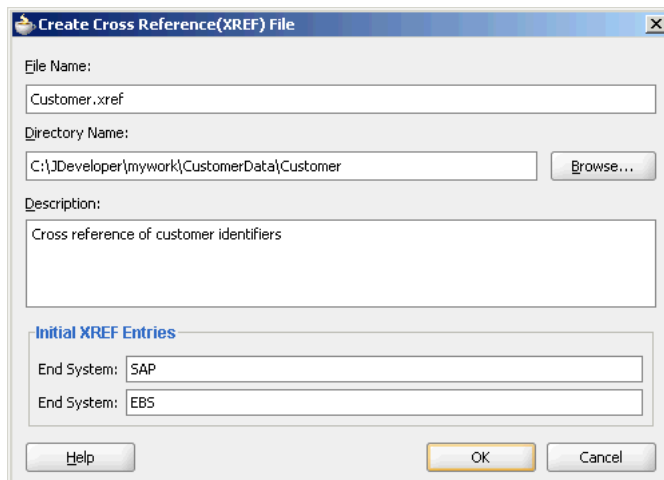 Create Cross Reference(XREF) File
File Name:
Customer.xref
Directory Name:
C:\JDeveloper\mywork\CustomerData\Customer
Browse...
Description:
Cross reference of customer identifiers
Initial XREF Entries
End System: SAP
End System: EBS
Help OK Cancel